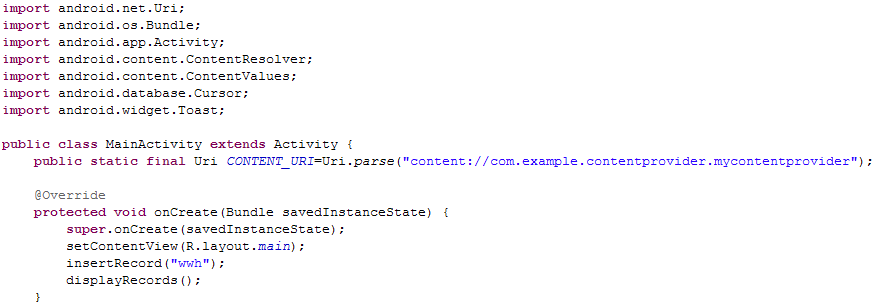 import android.net.Uri;
import android.os.Bundle;
import android.app.Activity;
import android.content.ContentResolver;
import android.content.ContentValues;
import android.database.Cursor;
import android.widget.Toast;

public class MainActivity extends Activity {
    public static final Uri CONTENT_URI=Uri.parse("content://com.example.contentprovider.mycontentprovider");

    @Override
    protected void onCreate(Bundle savedInstanceState) {
        super.onCreate(savedInstanceState);
        setContentView(R.layout.main);
        insertRecord("wwh");
        displayRecords();
    }